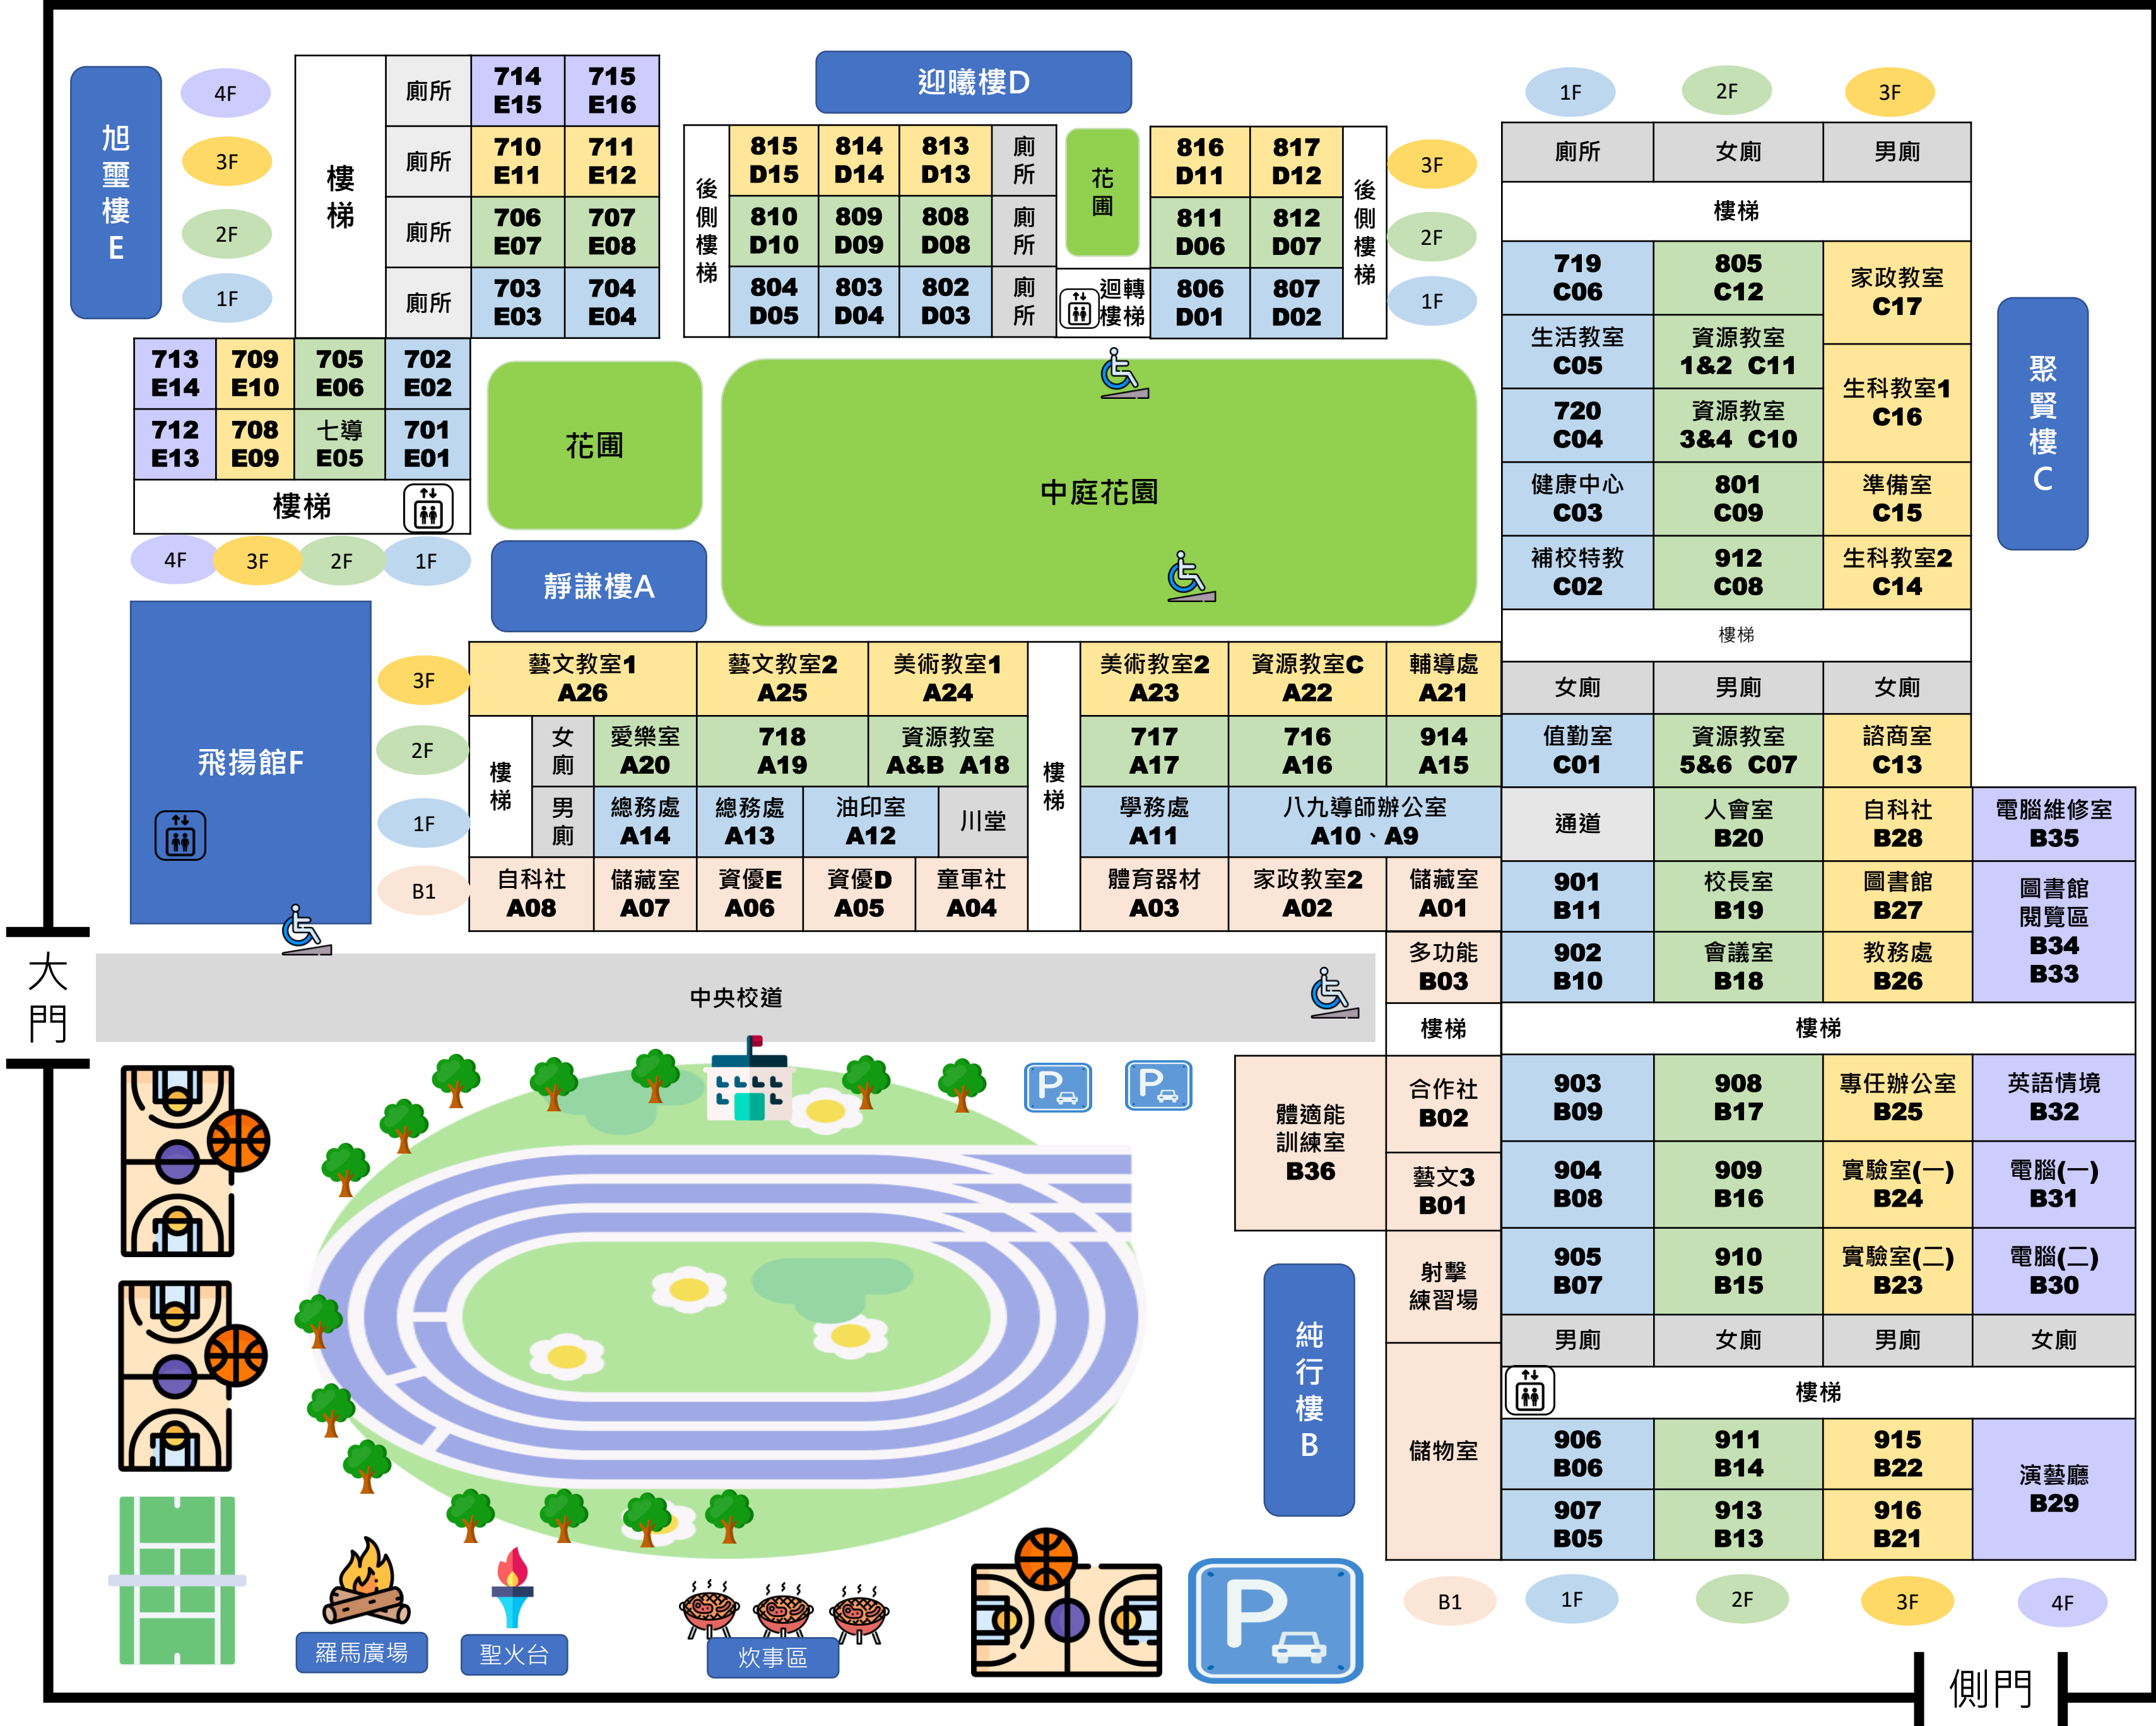 旭璽樓E
4F
3F
2F
1F
樓梯
廁所
714
E15
715
E16
廁所
710
E11
711
E12
廁所
706
E07
707
E08
廁所
703
E03
704
E04
713
E14
709
E10
705
E06
702
E02
712
E13
708
E09
七導
E05
701
E01
樓梯
4F
3F
2F
1F
迎曦樓D
後側樓梯
815
D15
814
D14
813
D13
廁所
810
D10
809
D09
808
D08
廁所
804
D05
803
D04
802
D03
廁所
花圃
迴轉
樓梯
816
D11
817
D12
811
D06
812
D07
806
D01
807
D02
後側樓梯
3F
2F
1F
花圃
中庭花園
靜謙樓A
1F
2F
3F
廁所
女廁
男廁
樓梯
719
C06
805
C12
家政教室
C17
生活教室
C05
資源教室
1&2 C11
生科教室1
C16
720
C04
資源教室
3&4 C10
健康中心
C03
801
C09
準備室
C15
補校特教
C02
912
C08
生科教室2
C14
樓梯
女廁
男廁
女廁
值勤室
C01
資源教室
5&6 C07
諮商室
C13
聚賢樓C
飛揚館F
3F
2F
1F
B1
藝文教室1
A26
藝文教室2
A25
美術教室1
A24
樓梯
美術教室2
A23
資源教室C
A22
輔導處
A21
樓梯
女廁
愛樂室
A20
718
A19
資源教室
A&B A18
717
A17
716
A16
914
A15
男廁
總務處
A14
總務處
A13
油印室
A12
川堂
學務處
A11
八九導師辦公室
A10、A9
自科社
A08
儲藏室
A07
資優E
A06
資優D
A05
童軍社
A04
體育器材
A03
家政教室2
A02
儲藏室
A01
通道
人會室
B20
自科社
B28
電腦維修室
B35
901
B11
校長室
B19
圖書館
B27
圖書館
閱覽區
B34
B33
多功能
B03
902
B10
會議室
B18
教務處
B26
樓梯
樓梯
體適能
訓練室
B36
合作社
B02
903
B09
908
B17
專任辦公室
B25
英語情境
B32
藝文3
B01
904
B08
909
B16
實驗室(一)
B24
電腦(一)
B31
射擊
練習場
905
B07
910
B15
實驗室(二)
B23
電腦(二)
B30
男廁
女廁
男廁
女廁
儲物室
樓梯
906
B06
911
B14
915
B22
演藝廳
B29
907
B05
913
B13
916
B21
B1
1F
2F
3F
4F
純行樓B
大門
中央校道
P
P
羅馬廣場
聖火台
炊事區
P
側門